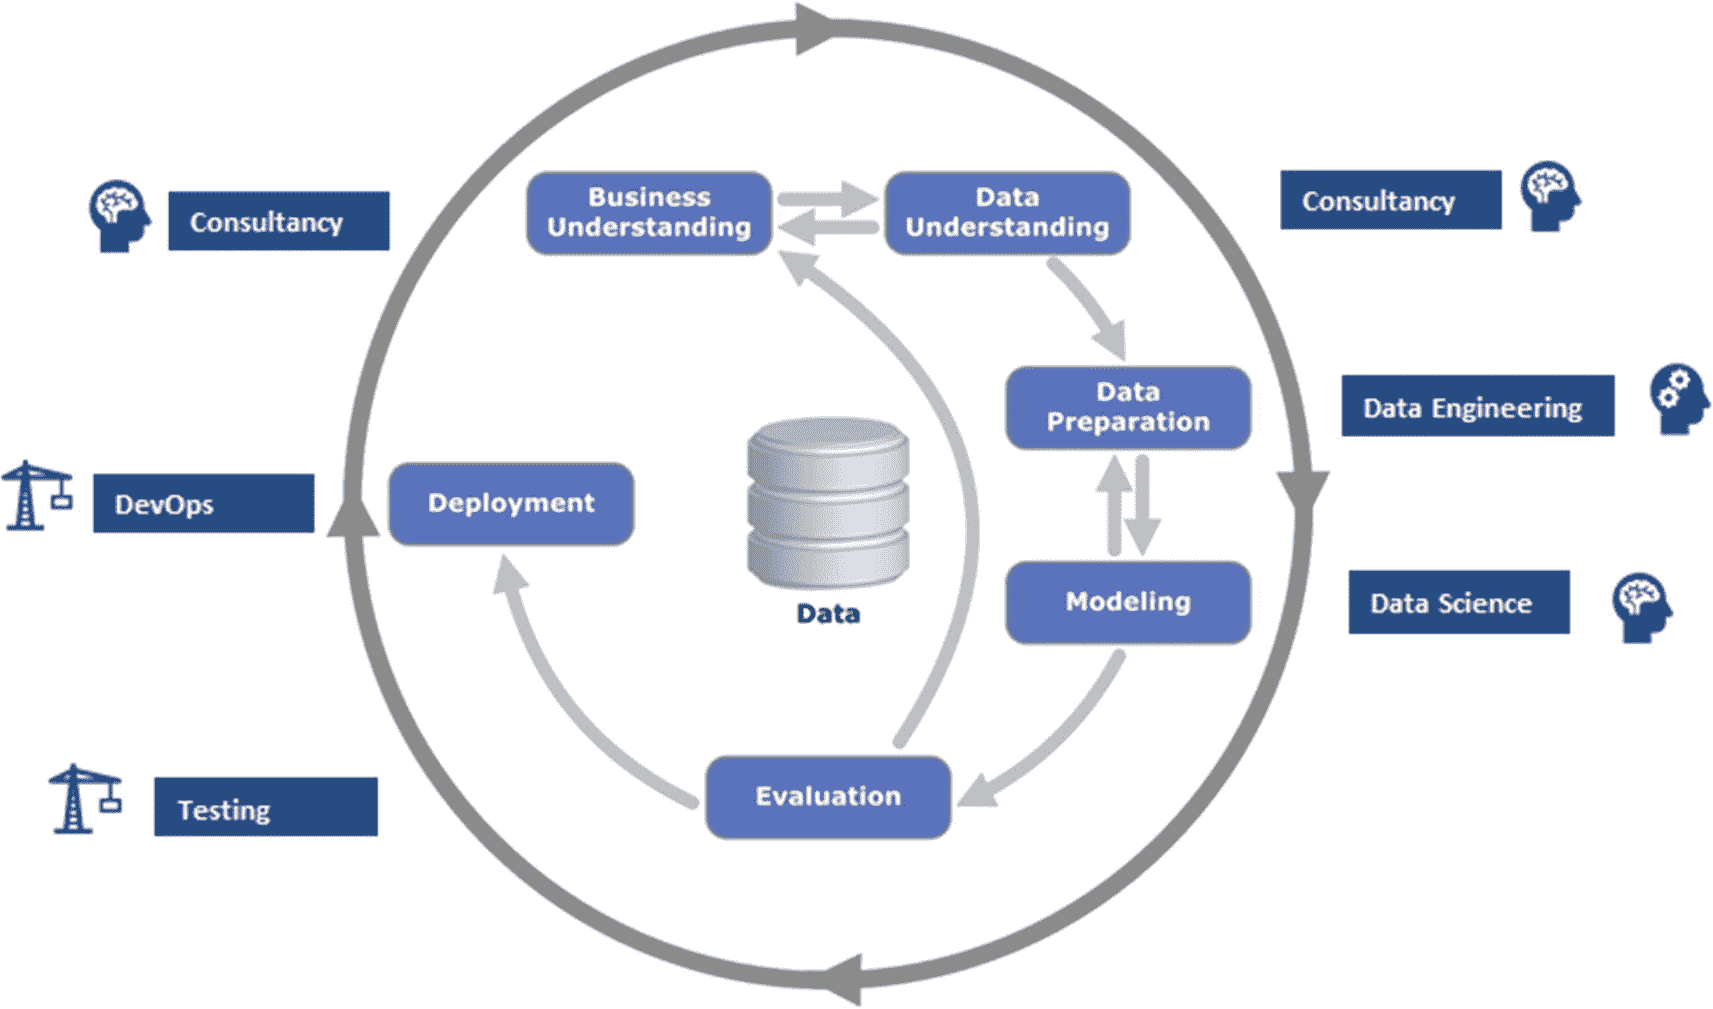 Business
Understanding
Data
Understanding
Consultancy
Consultancy
Data
Preparation
Data Engineering
DevOps
Deployment
Data
Modeling
Data Science
Testing
Evaluation